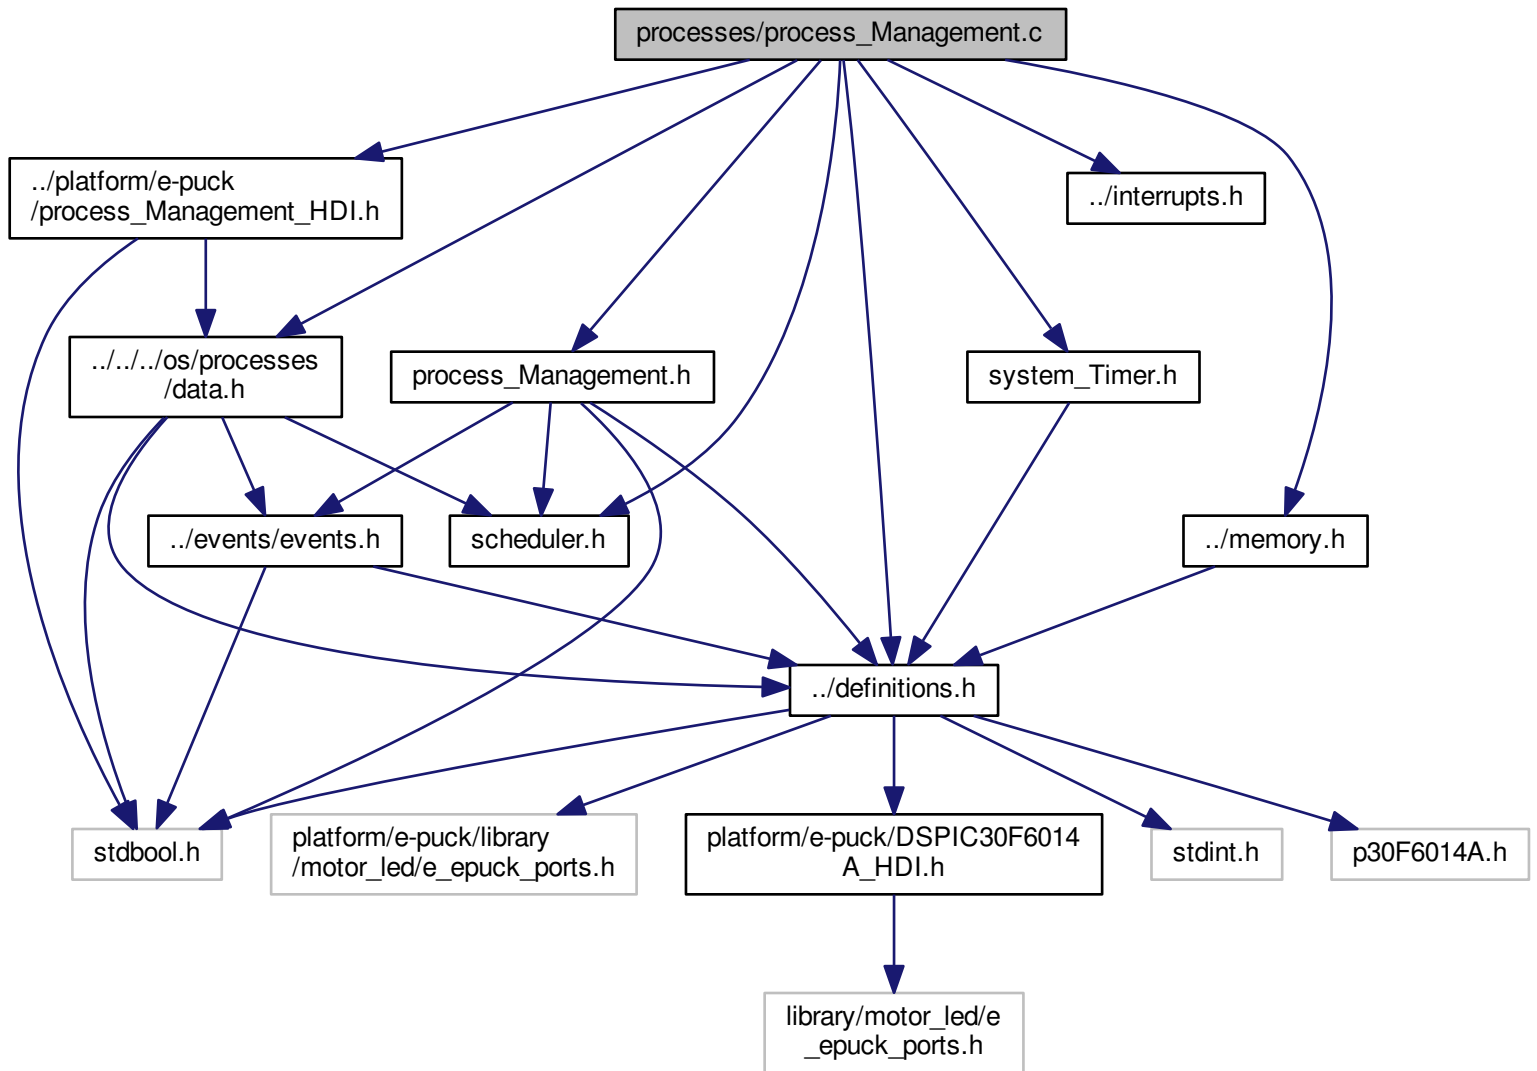 processes/process_Management.c
../platform/e-puck
/process_Management_HDI.h
../interrupts.h
../../../os/processes
/data.h
process_Management.h
system_Timer.h
../events/events.h
scheduler.h
../memory.h
../definitions.h
stdbool.h
platform/e-puck/library
/motor_led/e_epuck_ports.h
platform/e-puck/DSPIC30F6014
A_HDI.h
stdint.h
p30F6014A.h
library/motor_led/e
_epuck_ports.h